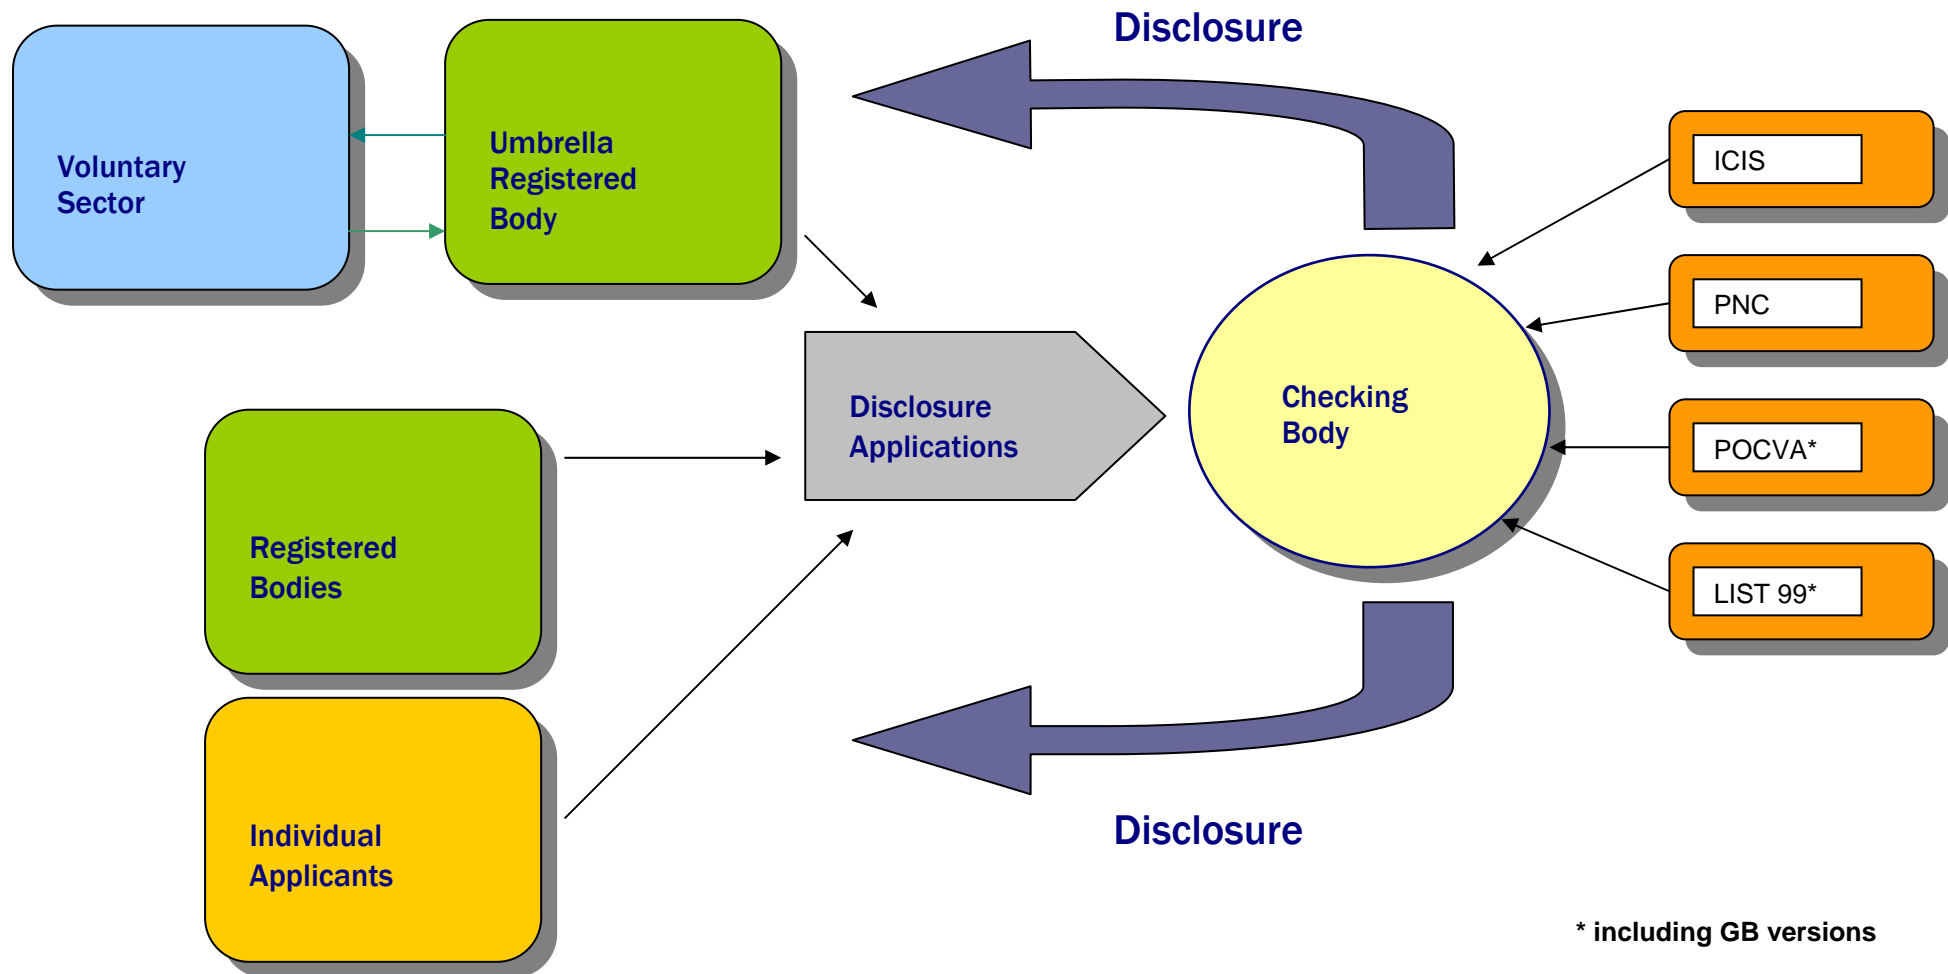 Disclosure
Voluntary
Sector
Umbrella
Registered
Body
ICIS
PNC
Disclosure
Applications
Checking
Body
POCVA*
Registered
Bodies
LIST 99*
Individual
Applicants
Disclosure
* including GB versions